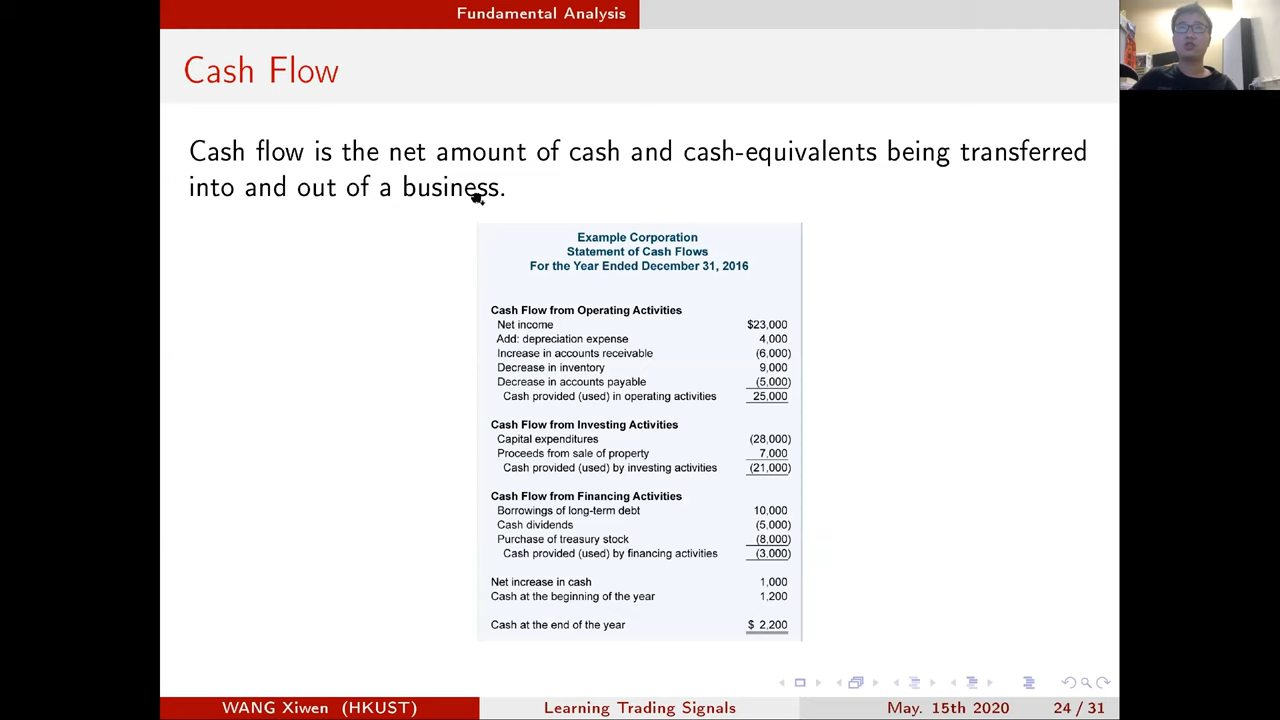 Fundamental Analysis
Cash Flow
Cash flow is the net amount of cash and cash-equivalents being transferred
into and out of a business.
Example Corporation
Statement of Cash Flows
For the Year Ended December 31, 2016
Cash Flow from Operating Activities
Net income $23,000
Add: depreciation expense 4,000
Increase in accounts receivable (6,000)
Decrease in inventory 9,000
Decrease in accounts payable (5,000)
Cash provided (used) in operating activities 25,000
Cash Flow from Investing Activities
Capital expenditures (28,000)
Proceeds from sale of property 7,000
Cash provided (used) by investing activities (21,000)
Cash Flow from Financing Activities
Borrowings of long-term debt 10,000
Cash dividends (5,000)
Purchase of treasury stock (8,000)
Cash provided (used) by financing activities (3,000)
Net increase in cash 1,000
Cash at the beginning of the year 1,200
Cash at the end of the year $ 2,200
WANG Xiwen (HKUST) Learning Trading Signals May. 15th 2020 24 / 31